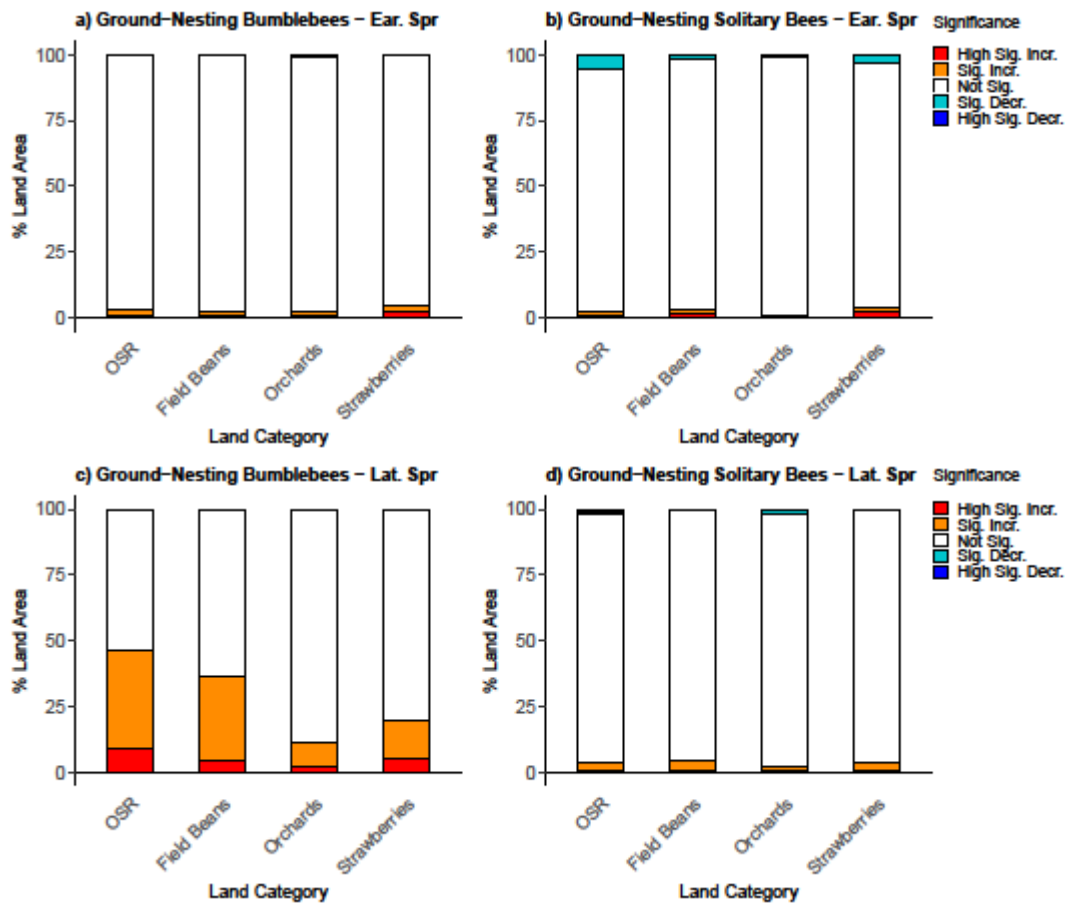 a) Ground-Nesting Bumblebees - Ear. Spr
100
75
50
25
0
% Land Area
OSR
Field Beans
Orchards
Strawberries
Land Category
b) Ground-Nesting Solitary Bees - Ear. Spr
100
75
50
25
0
% Land Area
OSR
Field Beans
Orchards
Strawberries
Land Category
Significance
High Sig. Incr.
Sig. Incr.
Not Sig.
Sig. Decr.
High Sig. Decr.
c) Ground-Nesting Bumblebees - Lat. Spr
100
75
50
25
0
% Land Area
OSR
Field Beans
Orchards
Strawberries
Land Category
d) Ground-Nesting Solitary Bees - Lat. Spr
100
75
50
25
0
% Land Area
OSR
Field Beans
Orchards
Strawberries
Land Category
Significance
High Sig. Incr.
Sig. Incr.
Not Sig.
Sig. Decr.
High Sig. Decr.